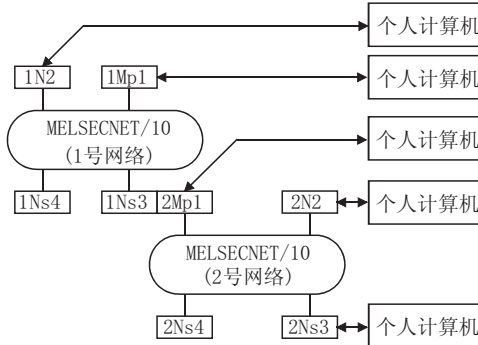 个人计算机
1N2
1Mp1
个人计算机
MELSECNET/10
(1号网络)
个人计算机
1Ns4
1Ns3
2Mp1
2N2
个人计算机
MELSECNET/10
(2号网络)
2Ns4
2Ns3
个人计算机